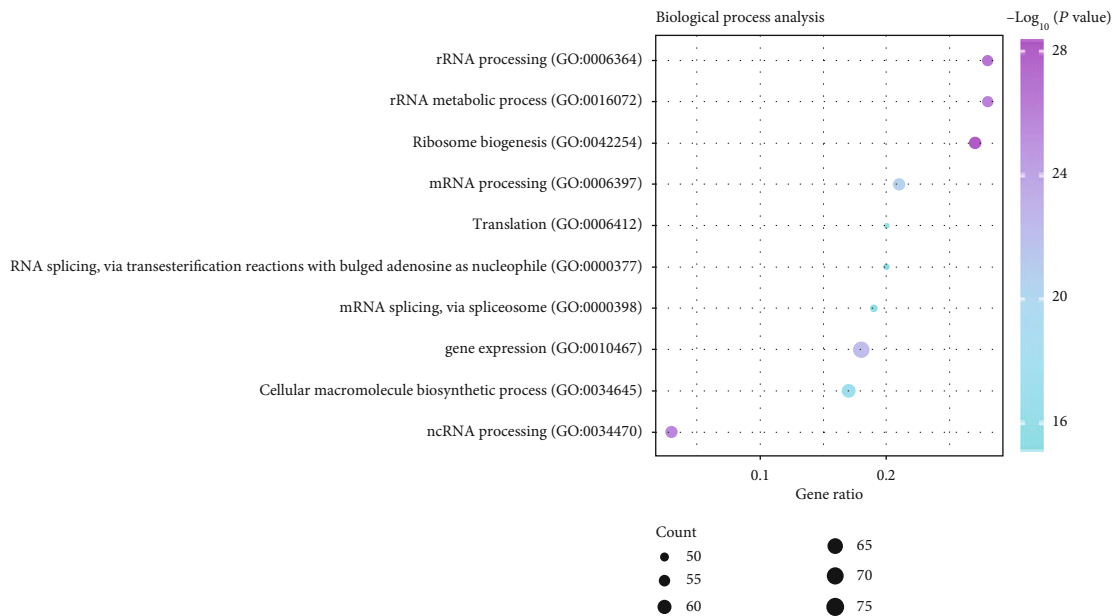 Biological process analysis
−Log10 (P value)
rRNA processing (GO:0006364)
rRNA metabolic process (GO:0016072)
Ribosome biogenesis (GO:0042254)
mRNA processing (GO:0006397)
Translation (GO:0006412)
RNA splicing, via transesterification reactions with bulged adenosine as nucleophile (GO:0000377)
mRNA splicing, via spliceosome (GO:0000398)
gene expression (GO:0010467)
Cellular macromolecule biosynthetic process (GO:0034645)
ncRNA processing (GO:0034470)
28
24
20
16
0.1 0.2
Gene ratio
Count
50
55
60
65
70
75